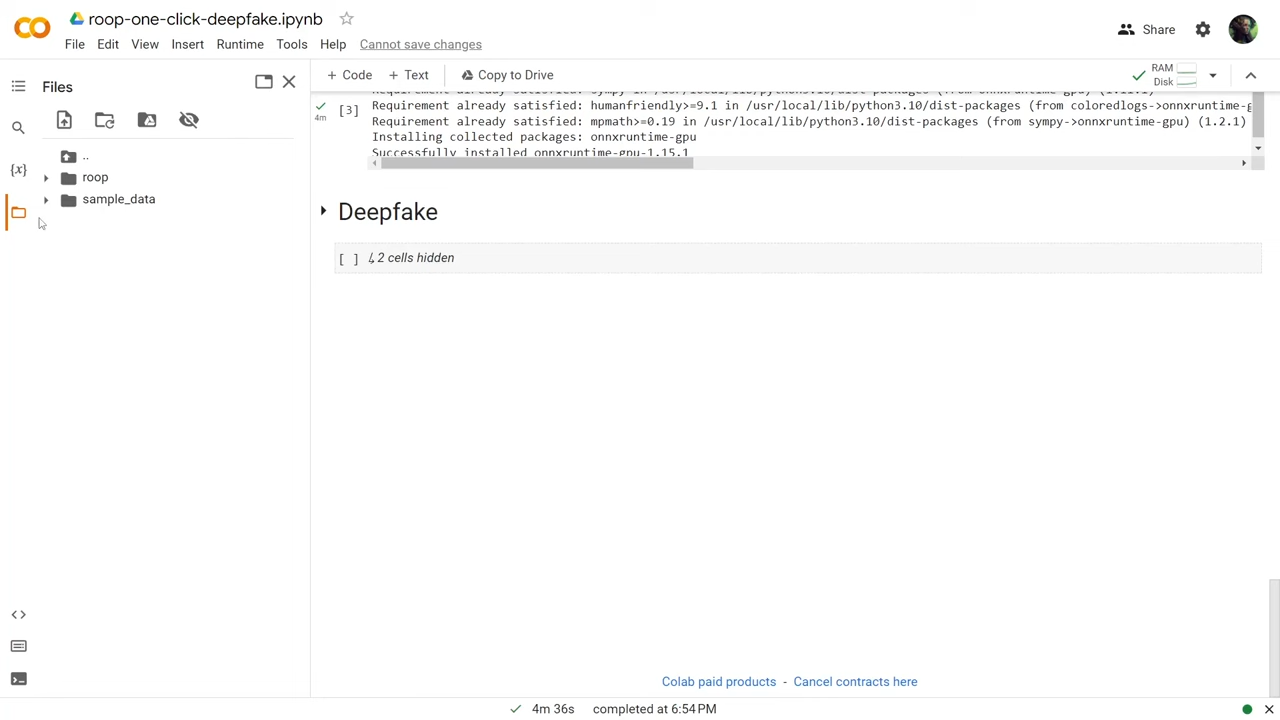 roop-one-click-deepfake.ipynb
File Edit View Insert Runtime Tools Help Cannot save changes
Share
Files
+ Code + Text Copy to Drive
RAM
Disk
{x}
..
roop
sample_data
4m
[3]
Requirement already satisfied: humanfriendly>=9.1 in /usr/local/lib/python3.10/dist-packages (from coloredlogs->onnxruntime-g
Requirement already satisfied: mpmath>=0.19 in /usr/local/lib/python3.10/dist-packages (from sympy->onnxruntime-gpu) (1.2.1)
Installing collected packages: onnxruntime-gpu
Successfully installed onnxruntime-gpu-1.15.1
Deepfake
[ ] ↳ 2 cells hidden
Colab paid products - Cancel contracts here
4m 36s completed at 6:54 PM